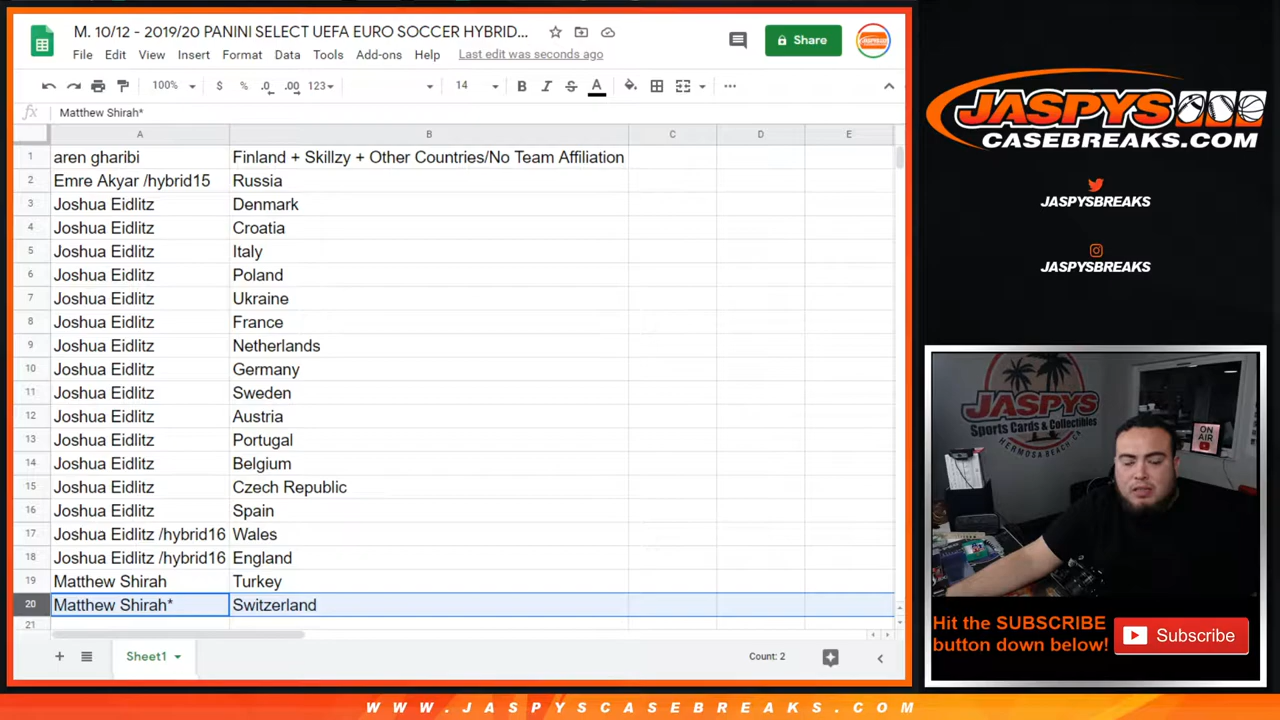 M. 10/12 - 2019/20 PANINI SELECT UEFA EURO SOCCER HYBRID...
File Edit View Insert Format Data Tools Add-ons Help Last edit was seconds ago
Share
100% $ % .0 .00 123 14 B I S A
fx Matthew Shirah*
A B C D E
1 aren gharibi Finland + Skillzy + Other Countries/No Team Affiliation
2 Emre Akyar /hybrid15 Russia
3 Joshua Eidlitz Denmark
4 Joshua Eidlitz Croatia
5 Joshua Eidlitz Italy
6 Joshua Eidlitz Poland
7 Joshua Eidlitz Ukraine
8 Joshua Eidlitz France
9 Joshua Eidlitz Netherlands
10 Joshua Eidlitz Germany
11 Joshua Eidlitz Sweden
12 Joshua Eidlitz Austria
13 Joshua Eidlitz Portugal
14 Joshua Eidlitz Belgium
15 Joshua Eidlitz Czech Republic
16 Joshua Eidlitz Spain
17 Joshua Eidlitz /hybrid16 Wales
18 Joshua Eidlitz /hybrid16 England
19 Matthew Shirah Turkey
20 Matthew Shirah* Switzerland
21
Sheet1 Count: 2
JASPYS
CASEBREAKS.COM
JASPYSBREAKS
JASPYSBREAKS
JASPYS
Sports Cards & Collectibles
HERMOSA BEACH CA
ON AIR
Hit the SUBSCRIBE
button down below!
Subscribe
WWW.JASPYSCASEBREAKS.COM